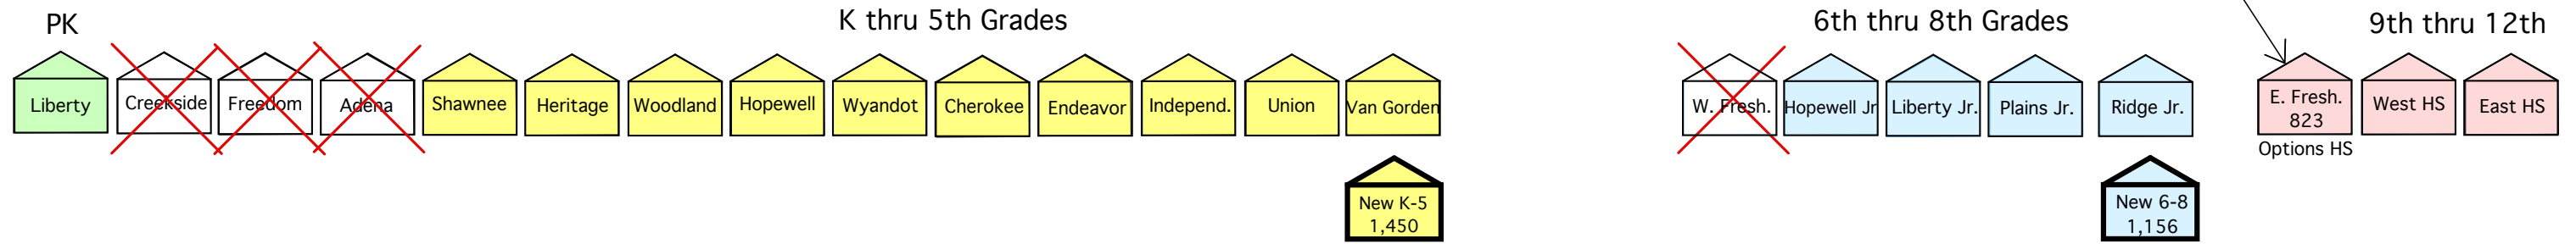 PK
K thru 5th Grades
6th thru 8th Grades
9th thru 12th
Liberty
Creekside
Freedom
Adena
Shawnee
Heritage
Woodland
Hopewell
Wyandot
Cherokee
Endeavor
Independ.
Union
Van Gorden
W. Fresh.
Hopewell Jr
Liberty Jr.
Plains Jr.
Ridge Jr.
E. Fresh.
823
West HS
East HS
Options HS
New K-5
1,450
New 6-8
1,156